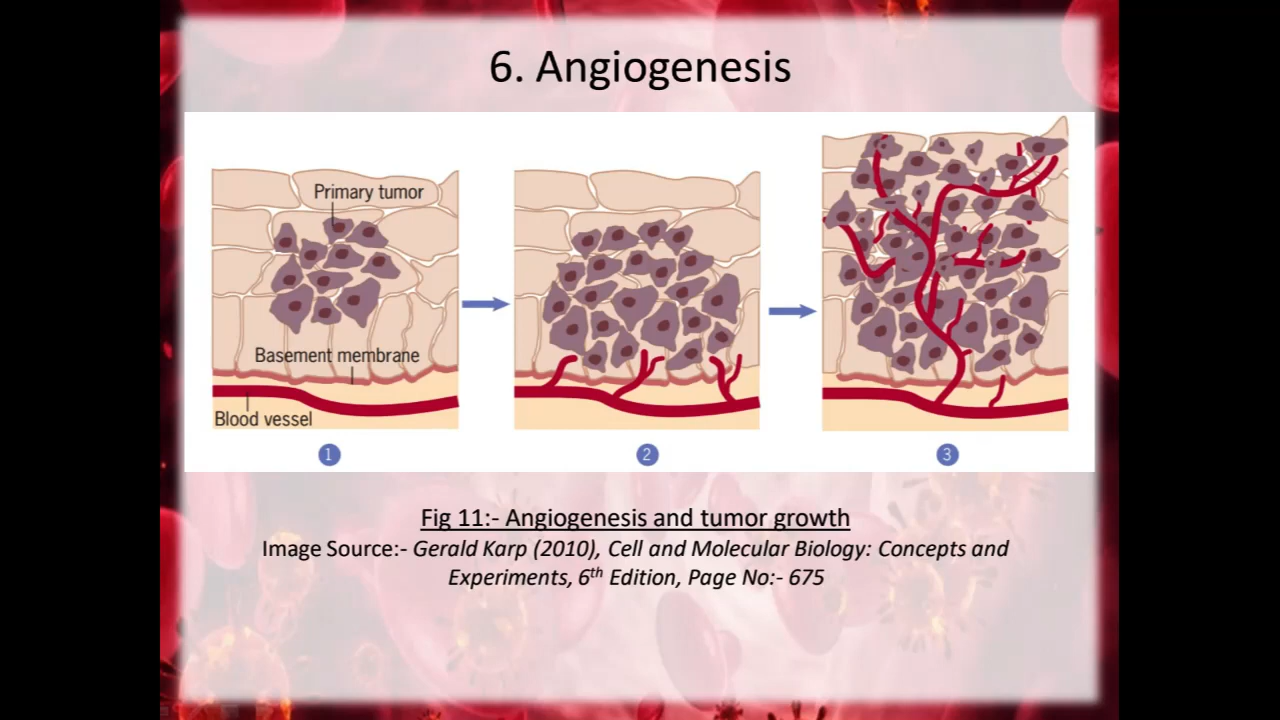 6. Angiogenesis
Primary tumor
Basement membrane
Blood vessel
1
2
3
Fig 11:- Angiogenesis and tumor growth
Image Source:- Gerald Karp (2010), Cell and Molecular Biology: Concepts and
Experiments, 6th Edition, Page No:- 675